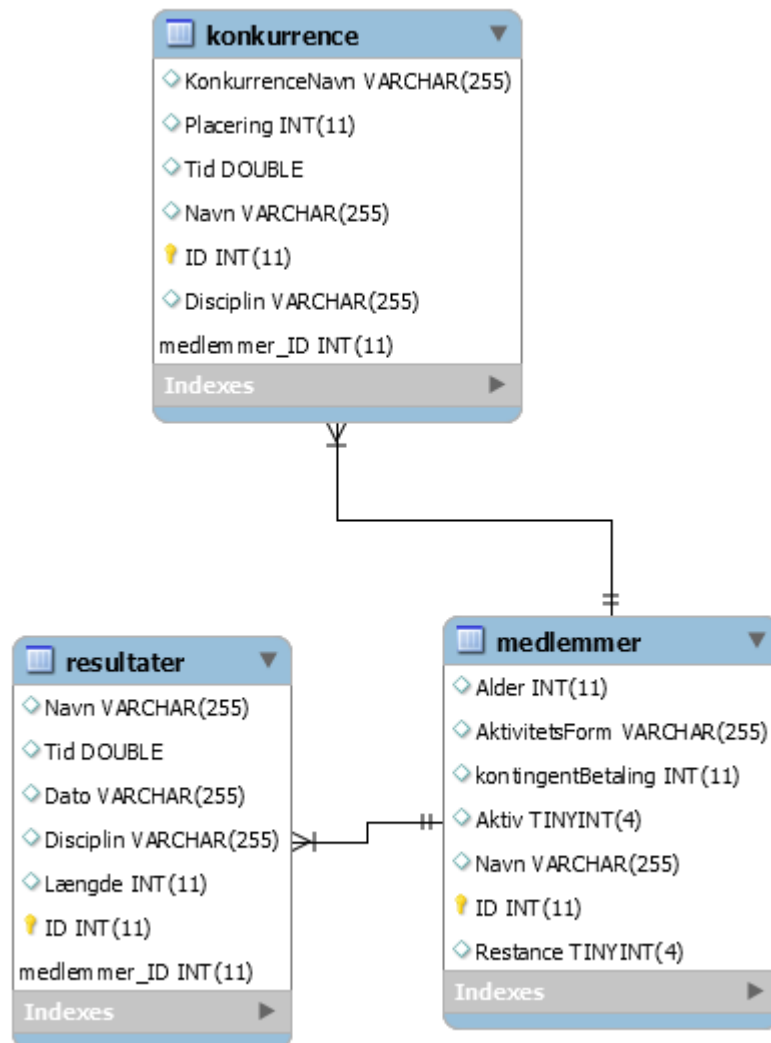 konkurrence
KonkurrenceNavn VARCHAR(255)
Placering INT(11)
Tid DOUBLE
Navn VARCHAR(255)
ID INT(11)
Disciplin VARCHAR(255)
medlemmer_ID INT(11)
Indexes
resultater
Navn VARCHAR(255)
Tid DOUBLE
Dato VARCHAR(255)
Disciplin VARCHAR(255)
Længde INT(11)
ID INT(11)
medlemmer_ID INT(11)
Indexes
medlemmer
Alder INT(11)
AktivitetsForm VARCHAR(255)
kontingentBetaling INT(11)
Aktiv TINYINT(4)
Navn VARCHAR(255)
ID INT(11)
Restance TINYINT(4)
Indexes